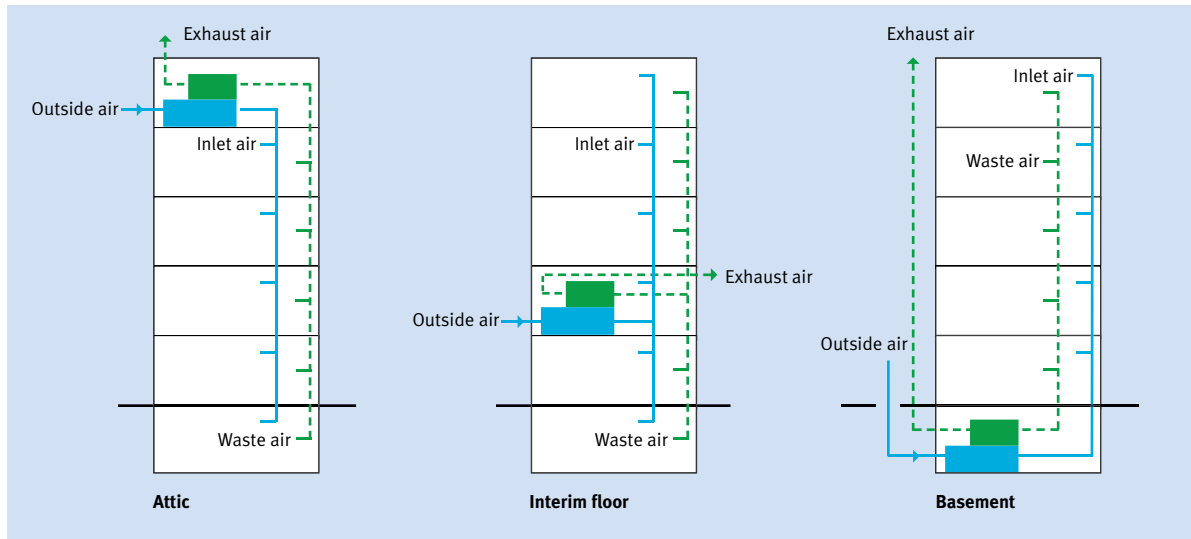 Exhaust air
Outside air
Inlet air
Waste air
Attic
Inlet air
Exhaust air
Outside air
Waste air
Interim floor
Exhaust air
Inlet air
Waste air
Outside air
Basement